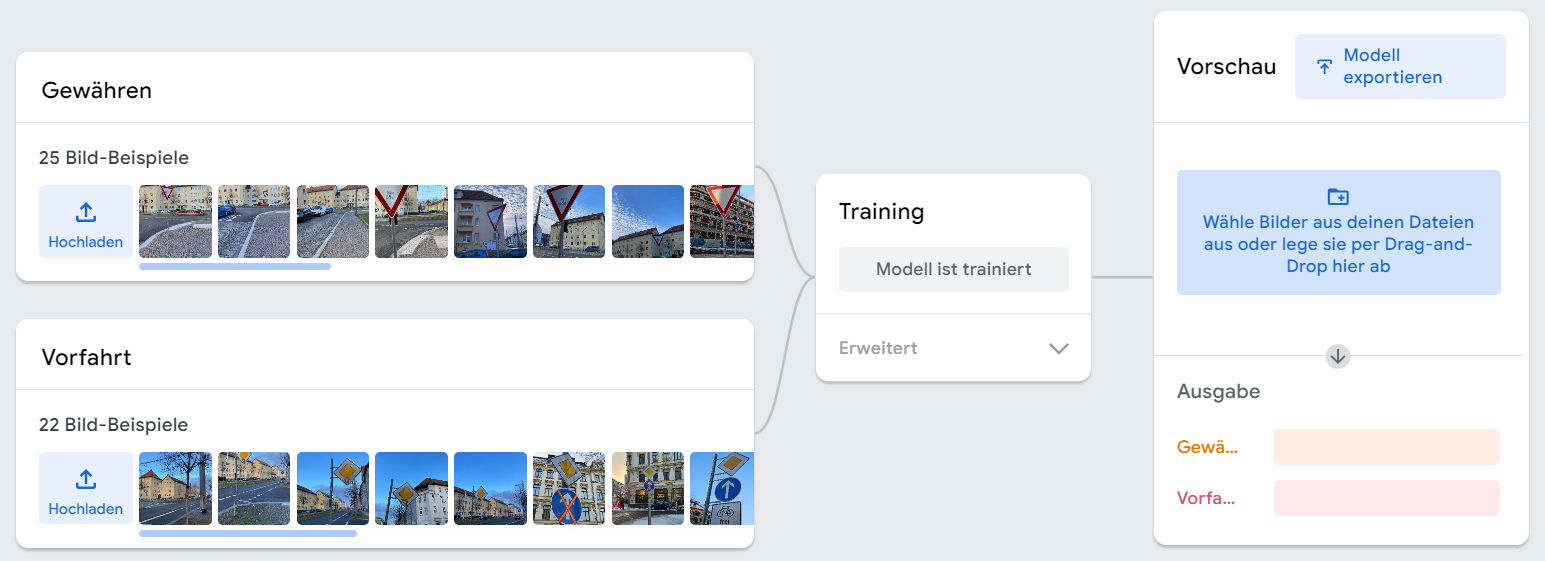 Gewähren
25 Bild-Beispiele
Hochladen
Vorfahrt
22 Bild-Beispiele
Hochladen
frei
Training
Modell ist trainiert
Erweitert
Vorschau
Modell
exportieren
Wähle Bilder aus deinen Dateien
aus oder lege sie per Drag-and-
Drop hier ab
Ausgabe
Gewä...
Vorfa...